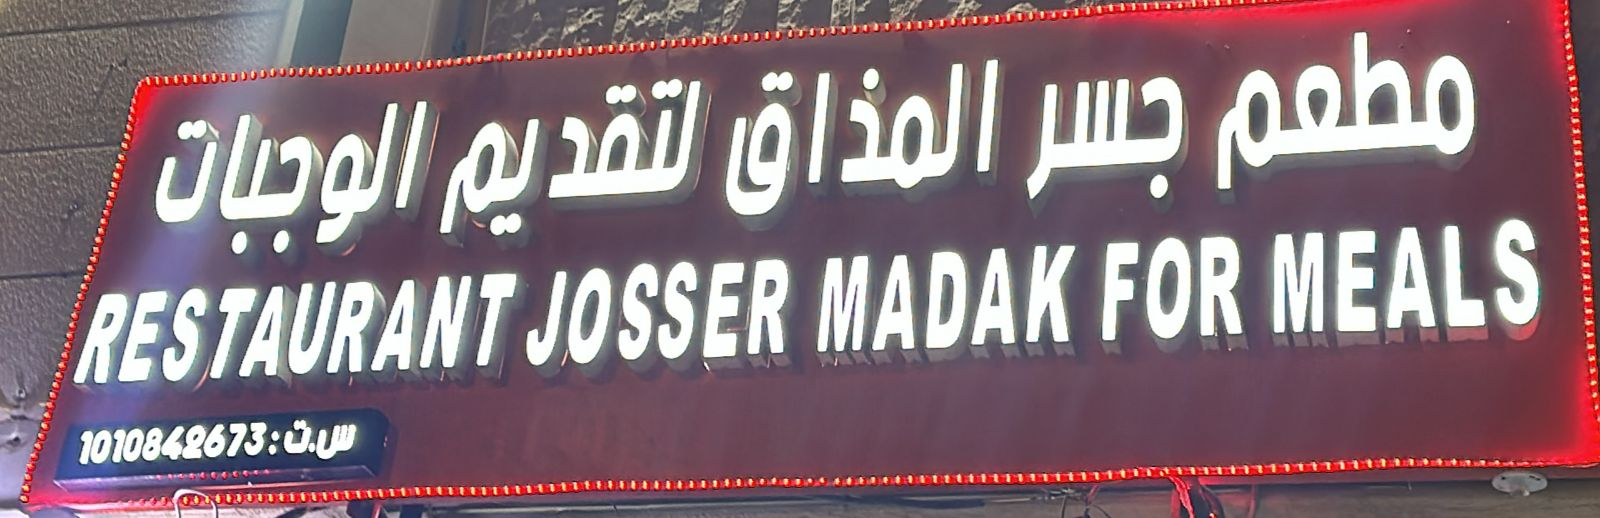 مطعم جسر المذاق لتقديم الوجبات
RESTAURANT JOSSER MADAK FOR MEALS
س.ت : 1010842673